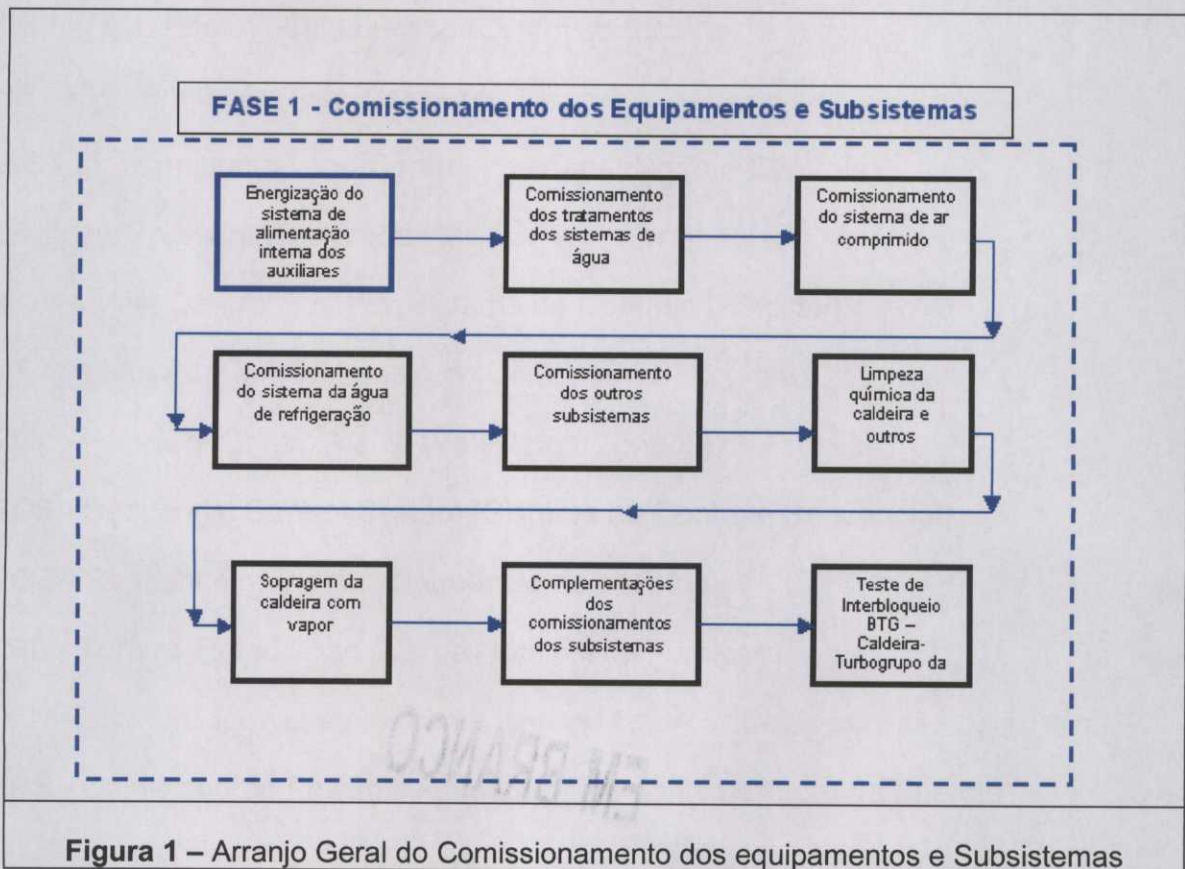 FASE 1 - Comissionamento dos Equipamentos e Subsistemas
Energização do
sistema de
alimentação
interna dos
auxiliares
Comissionamento
dos tratamentos
dos sistemas de
água
Comissionamento
do sistema de ar
comprimido
Comissionamento
do sistema da água
de refrigeração
Comissionamento
dos outros
subsistemas
Limpeza
química da
caldeira e
outros
Sopragem da
caldeira com
vapor
Complementações
dos
comissionamentos
dos subsistemas
Teste de
Interbloqueio
BTG –
Caldeira-
Turbogrupo da
EM BRANCO
Figura 1 – Arranjo Geral do Comissionamento dos equipamentos e Subsistemas